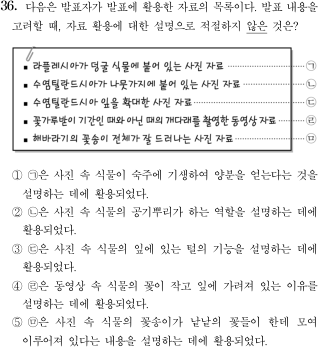 36. 다음은 발표자가 발표에 활용한 자료의 목록이다. 발표 내용을
고려할 때, 자료 활용에 대한 설명으로 적절하지 않은 것은?
▪ 라플레시아가 덩굴 식물에 붙어 있는 사진 자료 ㉠
▪ 수염틸란드시아가 나뭇가지에 붙어 있는 사진 자료 ㉡
▪ 수염틸란드시아 잎을 확대한 사진 자료 ㉢
▪ 꽃가루받이 기간인 때와 아닌 때의 개다래를 촬영한 동영상 자료 ㉣
▪ 해바라기의 꽃송이 전체가 잘 드러나는 사진 자료 ㉤
① ㉠은 사진 속 식물이 숙주에 기생하여 양분을 얻는다는 것을
설명하는 데에 활용되었다.
② ㉡은 사진 속 식물의 공기뿌리가 하는 역할을 설명하는 데에
활용되었다.
③ ㉢은 사진 속 식물의 잎에 있는 털의 기능을 설명하는 데에
활용되었다.
④ ㉣은 동영상 속 식물의 꽃이 작고 잎에 가려져 있는 이유를
설명하는 데에 활용되었다.
⑤ ㉤은 사진 속 식물의 꽃송이가 낱낱의 꽃들이 한데 모여
이루어져 있다는 내용을 설명하는 데에 활용되었다.